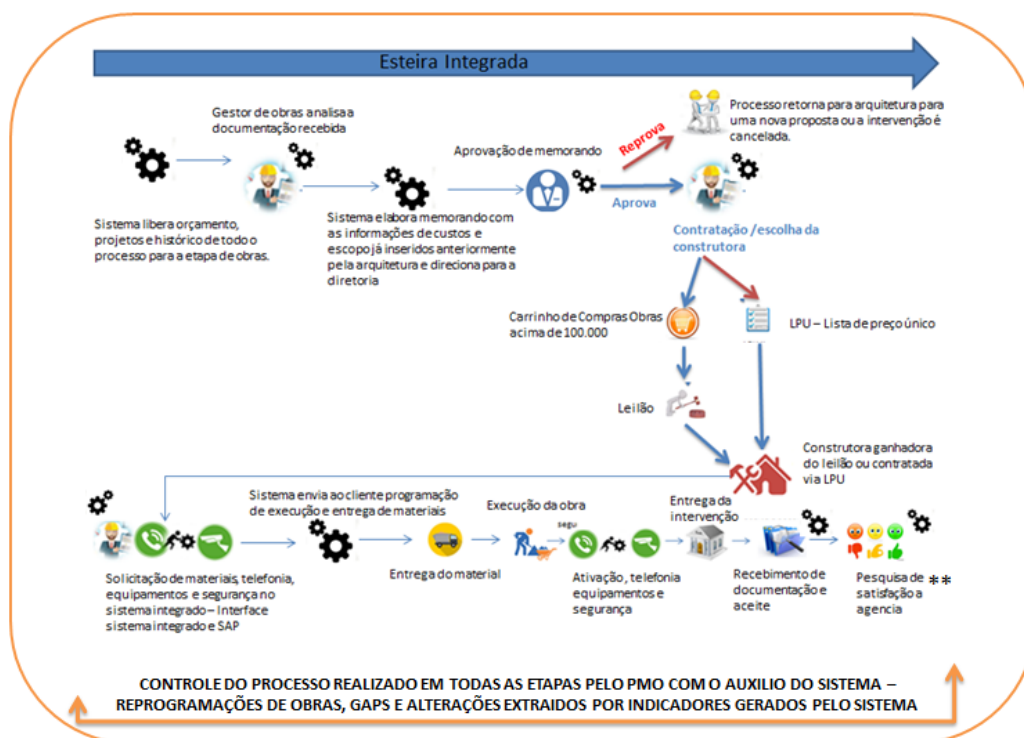 Esteira Integrada
Gestor de obras analisa a
documentação recebida
Sistema libera orçamento,
projetos e histórico de todo o
processo para a etapa de obras.
Sistema elabora memorando com
as informações de custos e
escopo já inseridos anteriormente
pela arquitetura e direciona para a
diretoria
Aprovação de memorando
Reprova
Processo retorna para arquitetura para
uma nova proposta ou a intervenção é
cancelada.
Aprova
Contratação /escolha da
construtora
Carrinho de Compras Obras
acima de 100.000
LPU – Lista de preço único
Leilão
Construtora ganhadora
do leilão ou contratada
via LPU
Solicitação de materiais, telefonia,
equipamentos e segurança no
sistema integrado – Interface
sistema integrado e SAP
Sistema envia ao cliente programação
de execução e entrega de materiais
Entrega do material
Execução da obra
segu
Ativação, telefonia
equipamentos e
segurança
Entrega da
intervenção
Recebimento de
documentação e
aceite
Pesquisa de **
satisfação a
agencia
CONTROLE DO PROCESSO REALIZADO EM TODAS AS ETAPAS PELO PMO COM O AUXILIO DO SISTEMA –
REPROGRAMAÇÕES DE OBRAS, GAPS E ALTERAÇÕES EXTRAIDOS POR INDICADORES GERADOS PELO SISTEMA